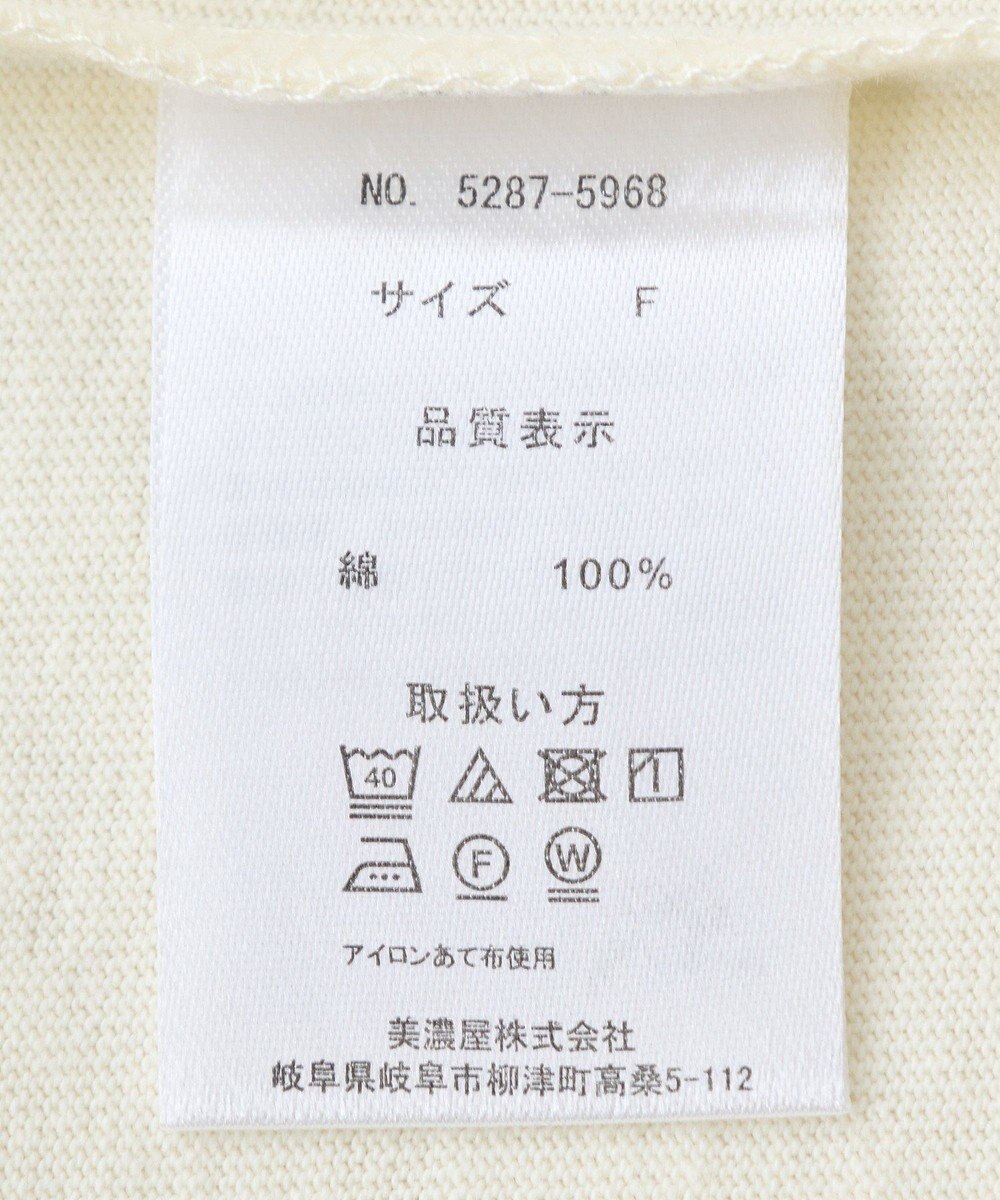 NO. 5287-5968
サイズ F
品質表示
綿 100%
取扱い方
40
F W
アイロンあて布使用
美濃屋株式会社
岐阜県岐阜市柳津町高桑5-112